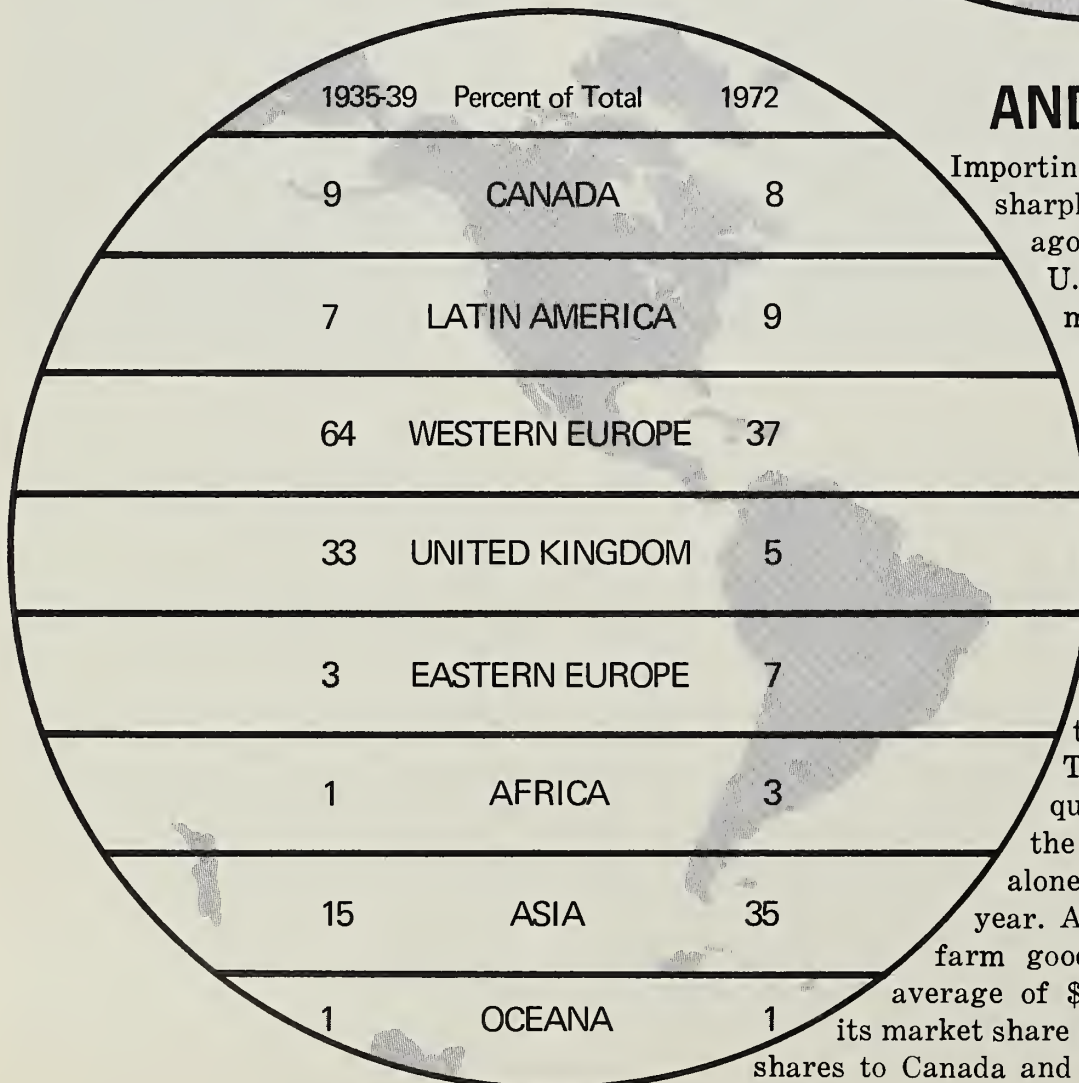 1935-39 Percent of Total 1972
9 CANADA 8
7 LATIN AMERICA 9
64 WESTERN EUROPE 37
33 UNITED KINGDOM 5
3 EASTERN EUROPE 7
1 AFRICA 3
15 ASIA 35
1 OCEANA 1
AND
ago
U.
the
alone
year. A
farm good
average of $
its market share
shares to Canada and